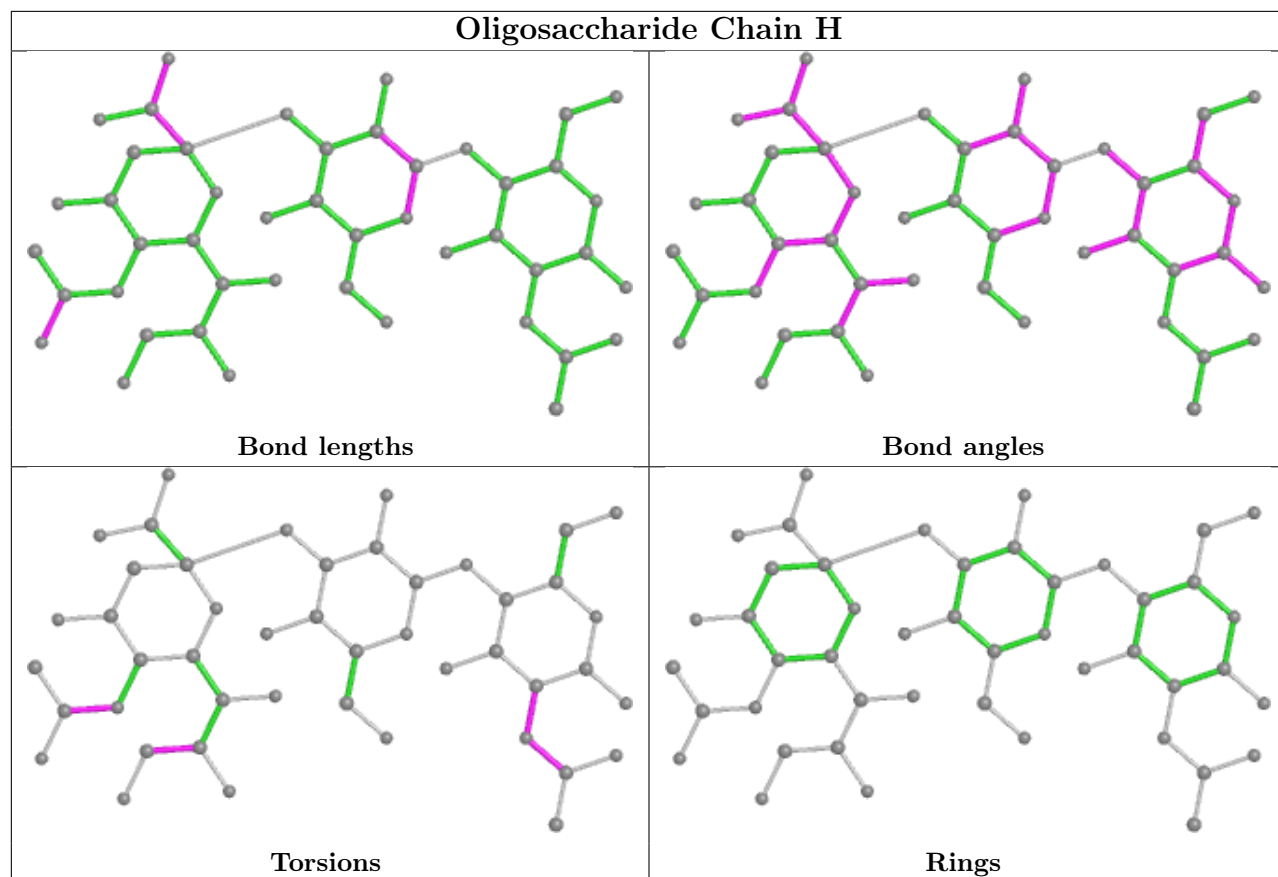 Oligosaccharide Chain H
Bond lengths
Bond angles
Torsions
Rings